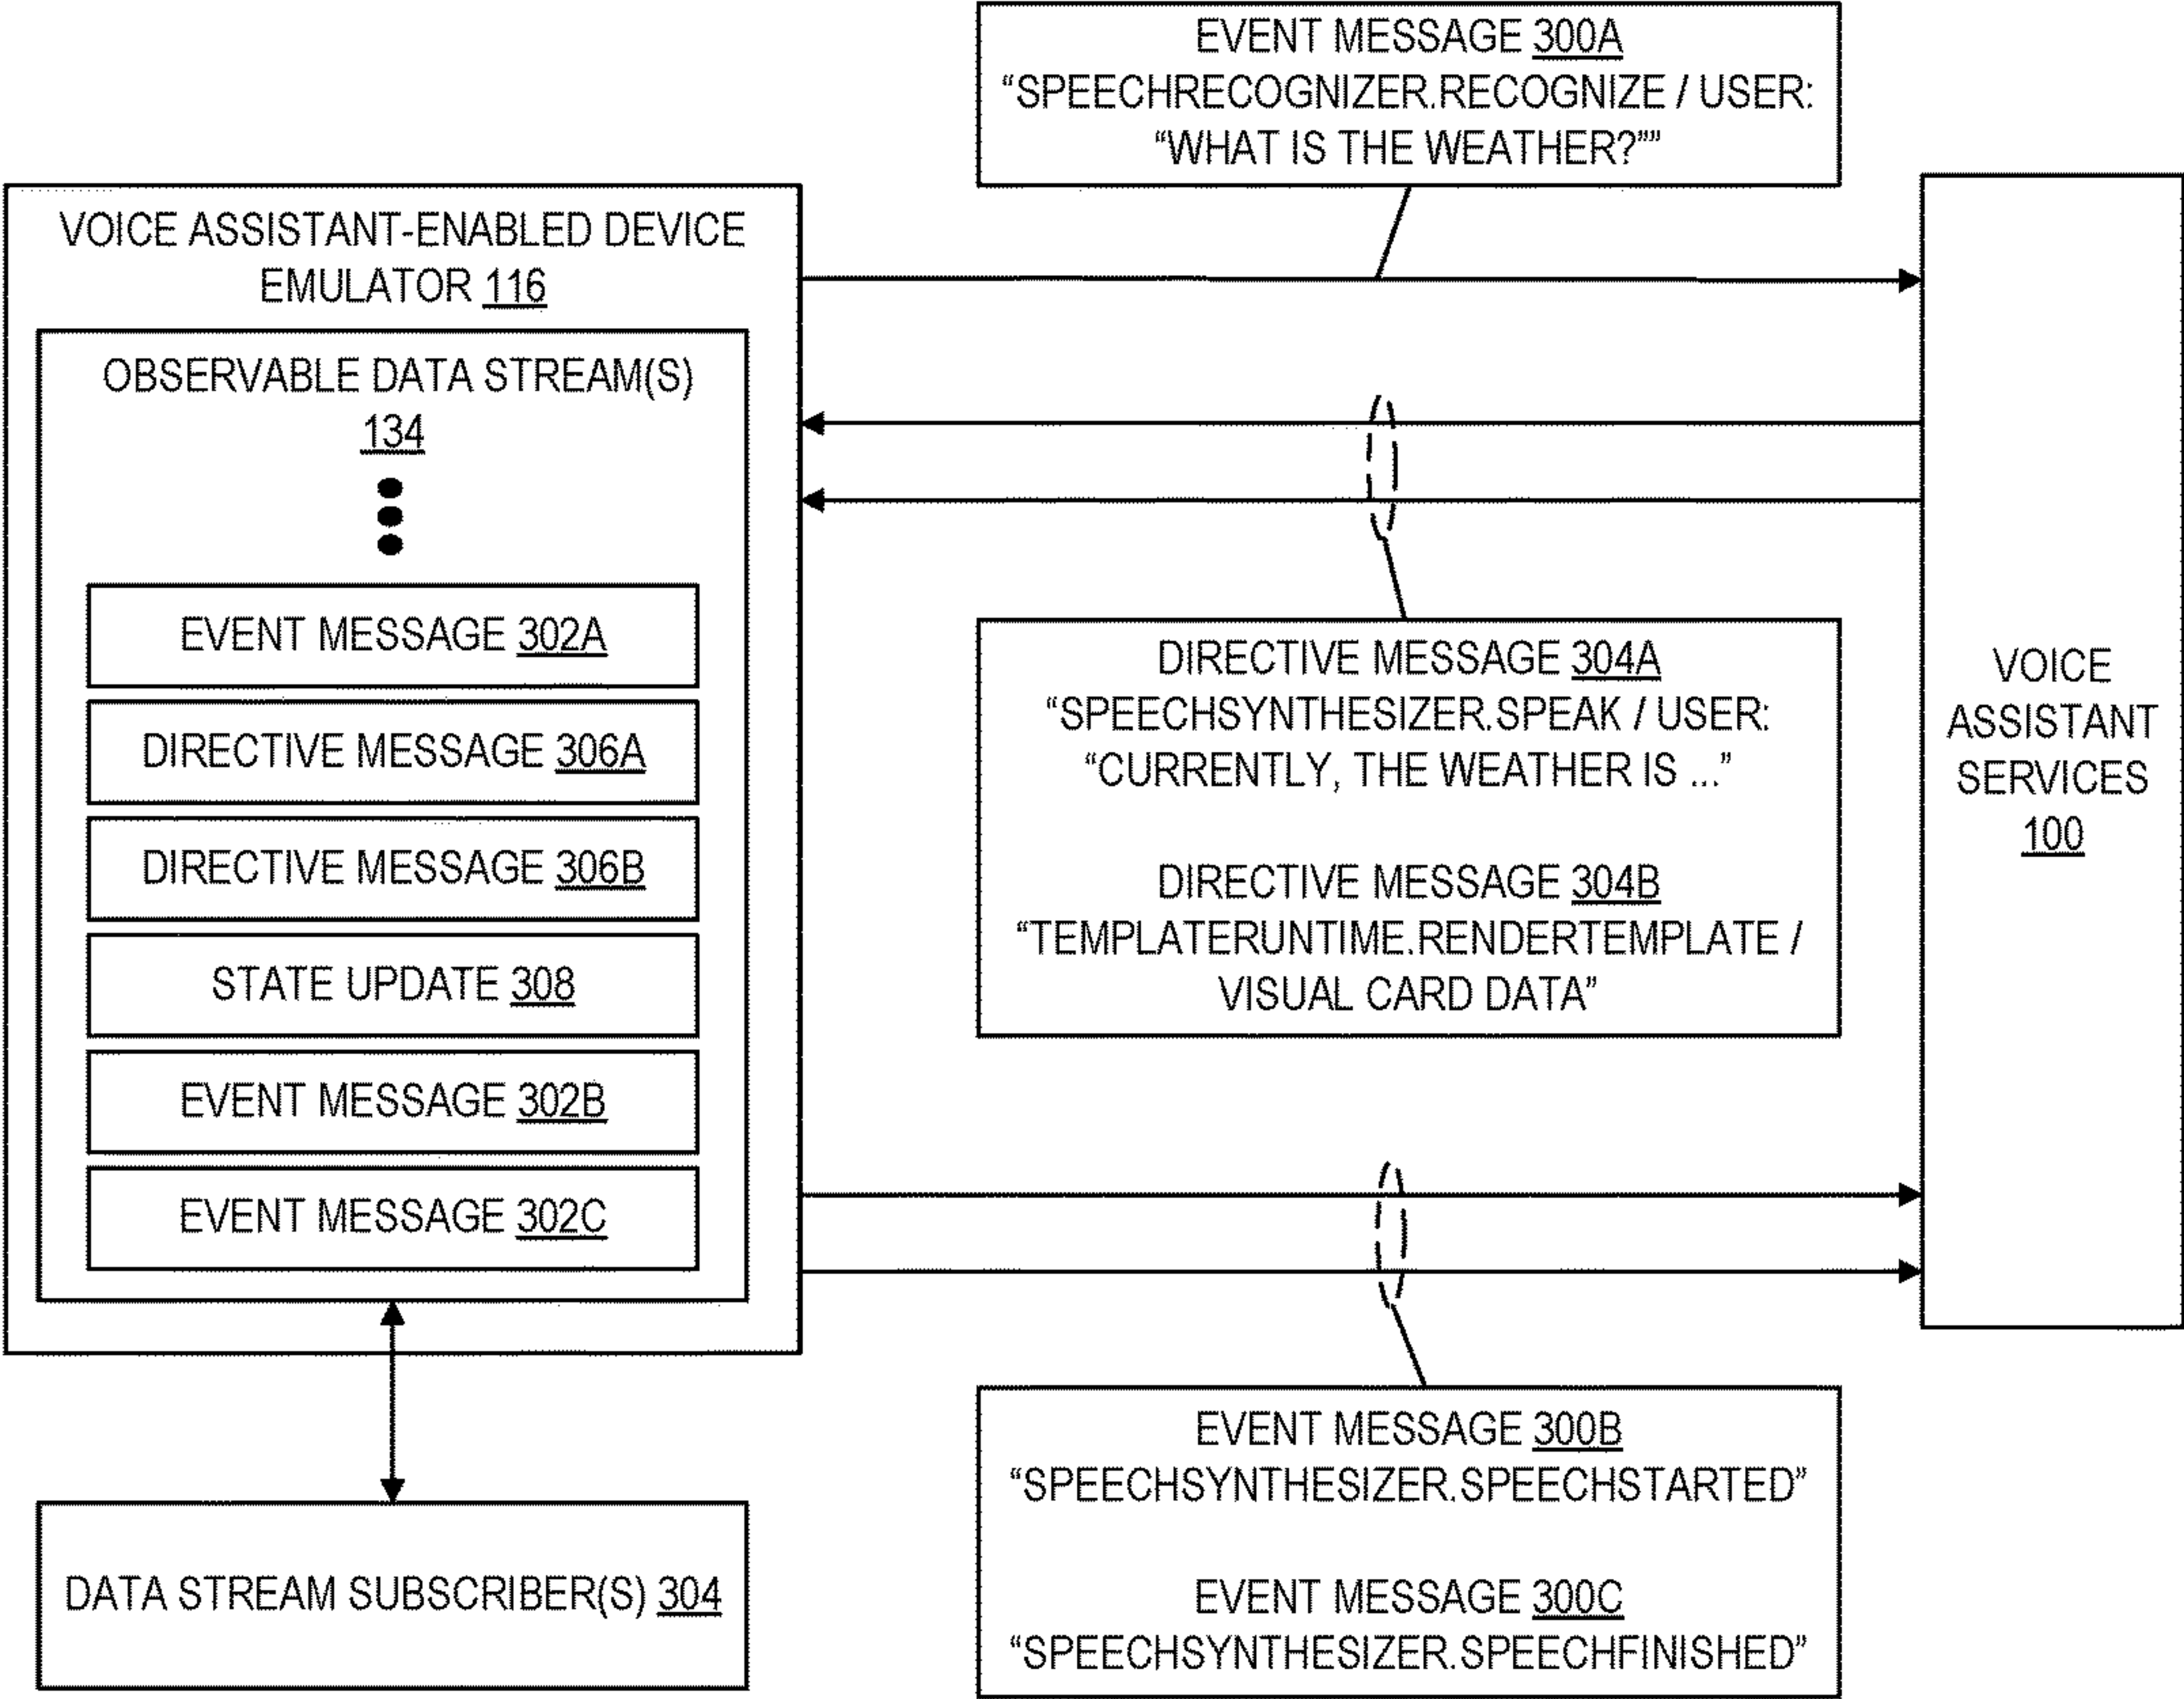 EVENT MESSAGE 300A
“SPEECHRECOGNIZER.RECOGNIZE / USER:
“WHAT IS THE WEATHER?””
VOICE ASSISTANT-ENABLED DEVICE
EMULATOR 116
OBSERVABLE DATA STREAM(S)
134
EVENT MESSAGE 302A
DIRECTIVE MESSAGE 306A
DIRECTIVE MESSAGE 306B
STATE UPDATE 308
EVENT MESSAGE 302B
EVENT MESSAGE 302C
DIRECTIVE MESSAGE 304A
“SPEECHSYNTHESIZER.SPEAK / USER:
“CURRENTLY, THE WEATHER IS ...”
DIRECTIVE MESSAGE 304B
“TEMPLATERUNTIME.RENDERTEMPLATE /
VISUAL CARD DATA”
VOICE
ASSISTANT
SERVICES
100
EVENT MESSAGE 300B
“SPEECHSYNTHESIZER.SPEECHSTARTED”
EVENT MESSAGE 300C
“SPEECHSYNTHESIZER.SPEECHFINISHED”
DATA STREAM SUBSCRIBER(S) 304